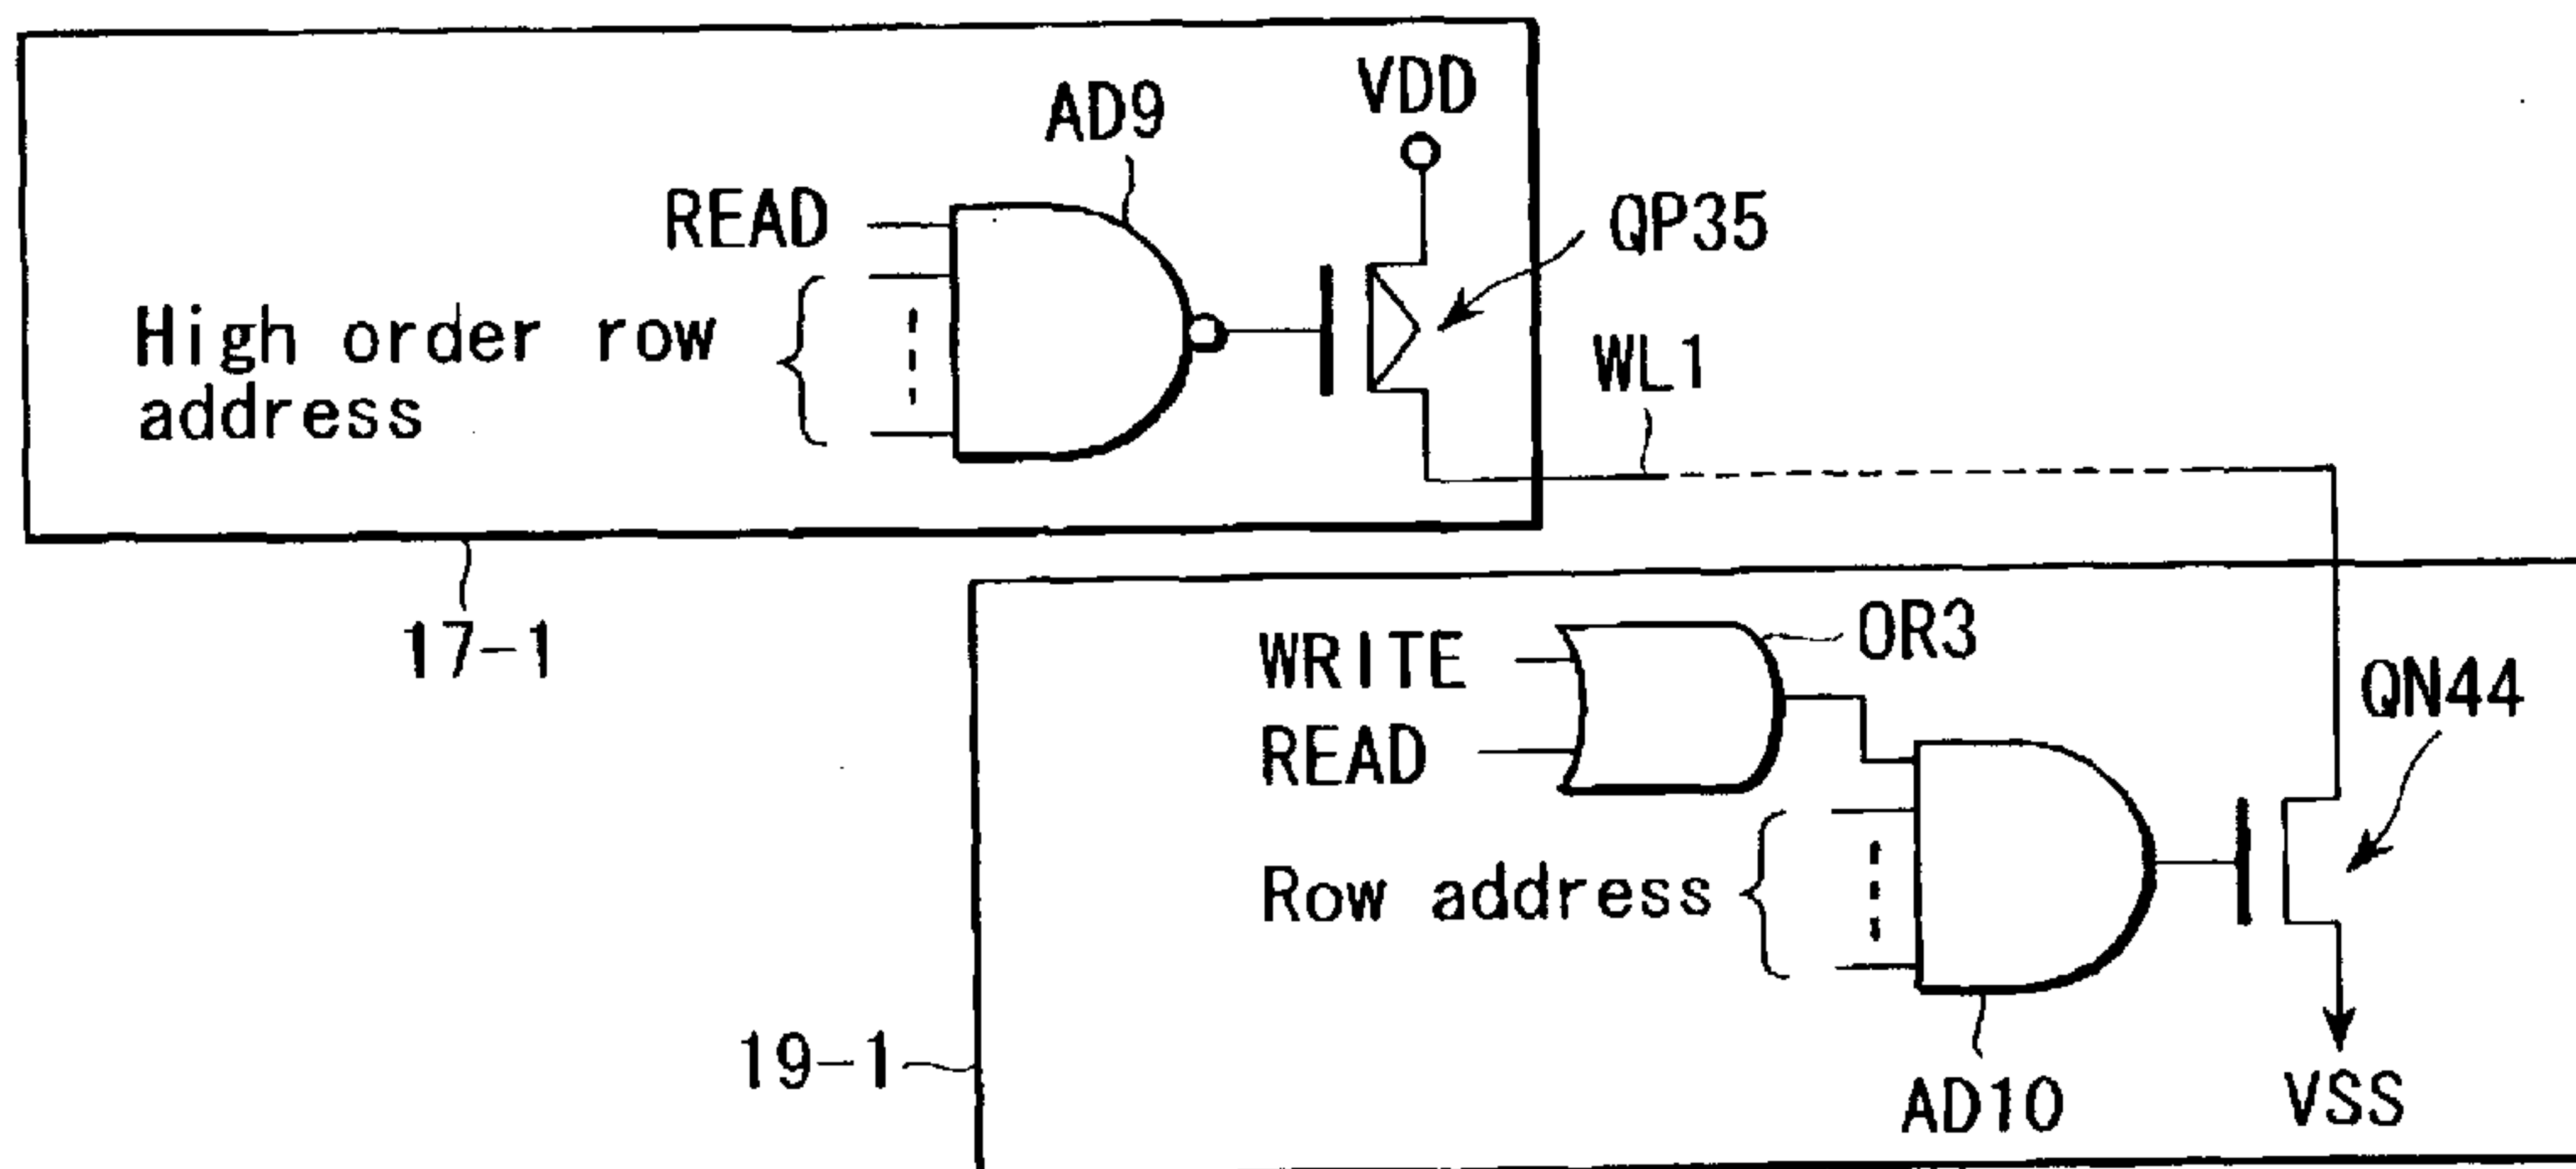 VDD
AD9
READ
QP35
High order row
address
WL1
17-1
WRITE
OR3
READ
QN44
Row address
19-1
AD10
VSS